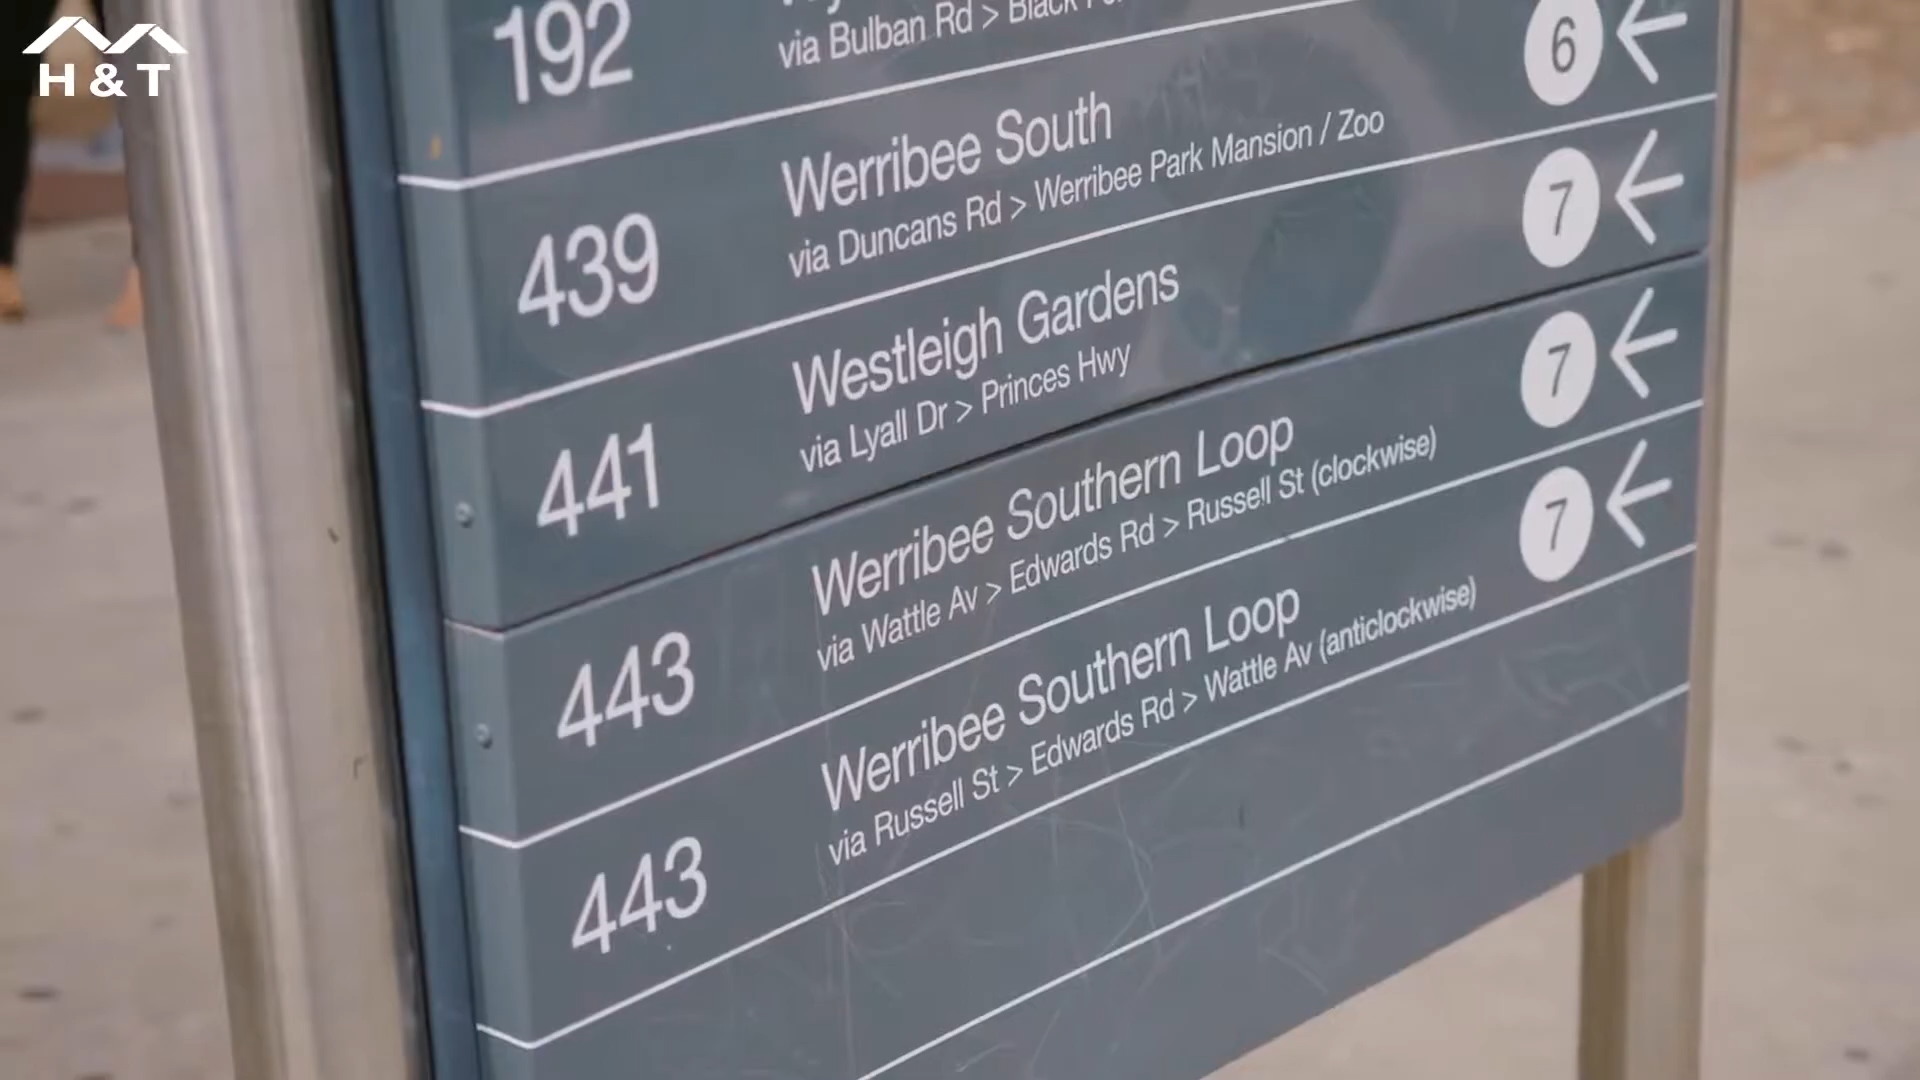 H & T
192
via Bulban Rd > Black
6
439
Werribee South
via Duncans Rd > Werribee Park Mansion / Zoo
7
441
Westleigh Gardens
via Lyall Dr > Princes Hwy
7
443
Werribee Southern Loop
via Wattle Av > Edwards Rd > Russell St (clockwise)
7
443
Werribee Southern Loop
via Russell St > Edwards Rd > Wattle Av (anticlockwise)